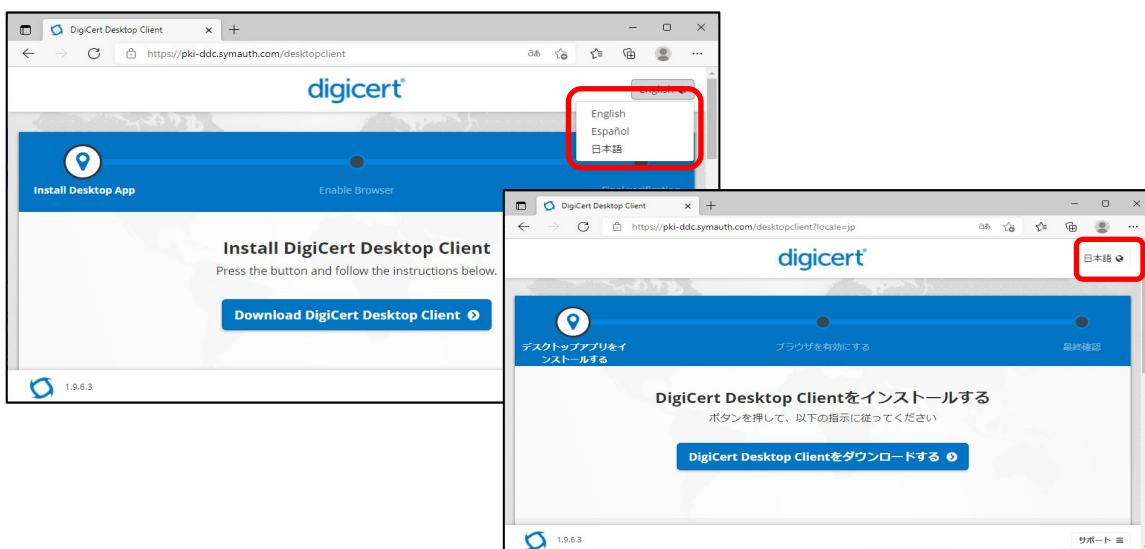 DigiCert Desktop Client
https://pki-ddc.symauth.com/desktopclient
aあ
digicert
English
English
Español
日本語
Install Desktop App
Enable Browser
Final verification
Install DigiCert Desktop Client
Press the button and follow the instructions below.
Download DigiCert Desktop Client
1.9.6.3
DigiCert Desktop Client
https://pki-ddc.symauth.com/desktopclient?locale=jp
aあ
digicert
日本語
デスクトップアプリをイ
ンストールする
ブラウザを有効にする
最終確認
DigiCert Desktop Clientをインストールする
ボタンを押して、以下の指示に従ってください
DigiCert Desktop Clientをダウンロードする
1.9.6.3
サポート